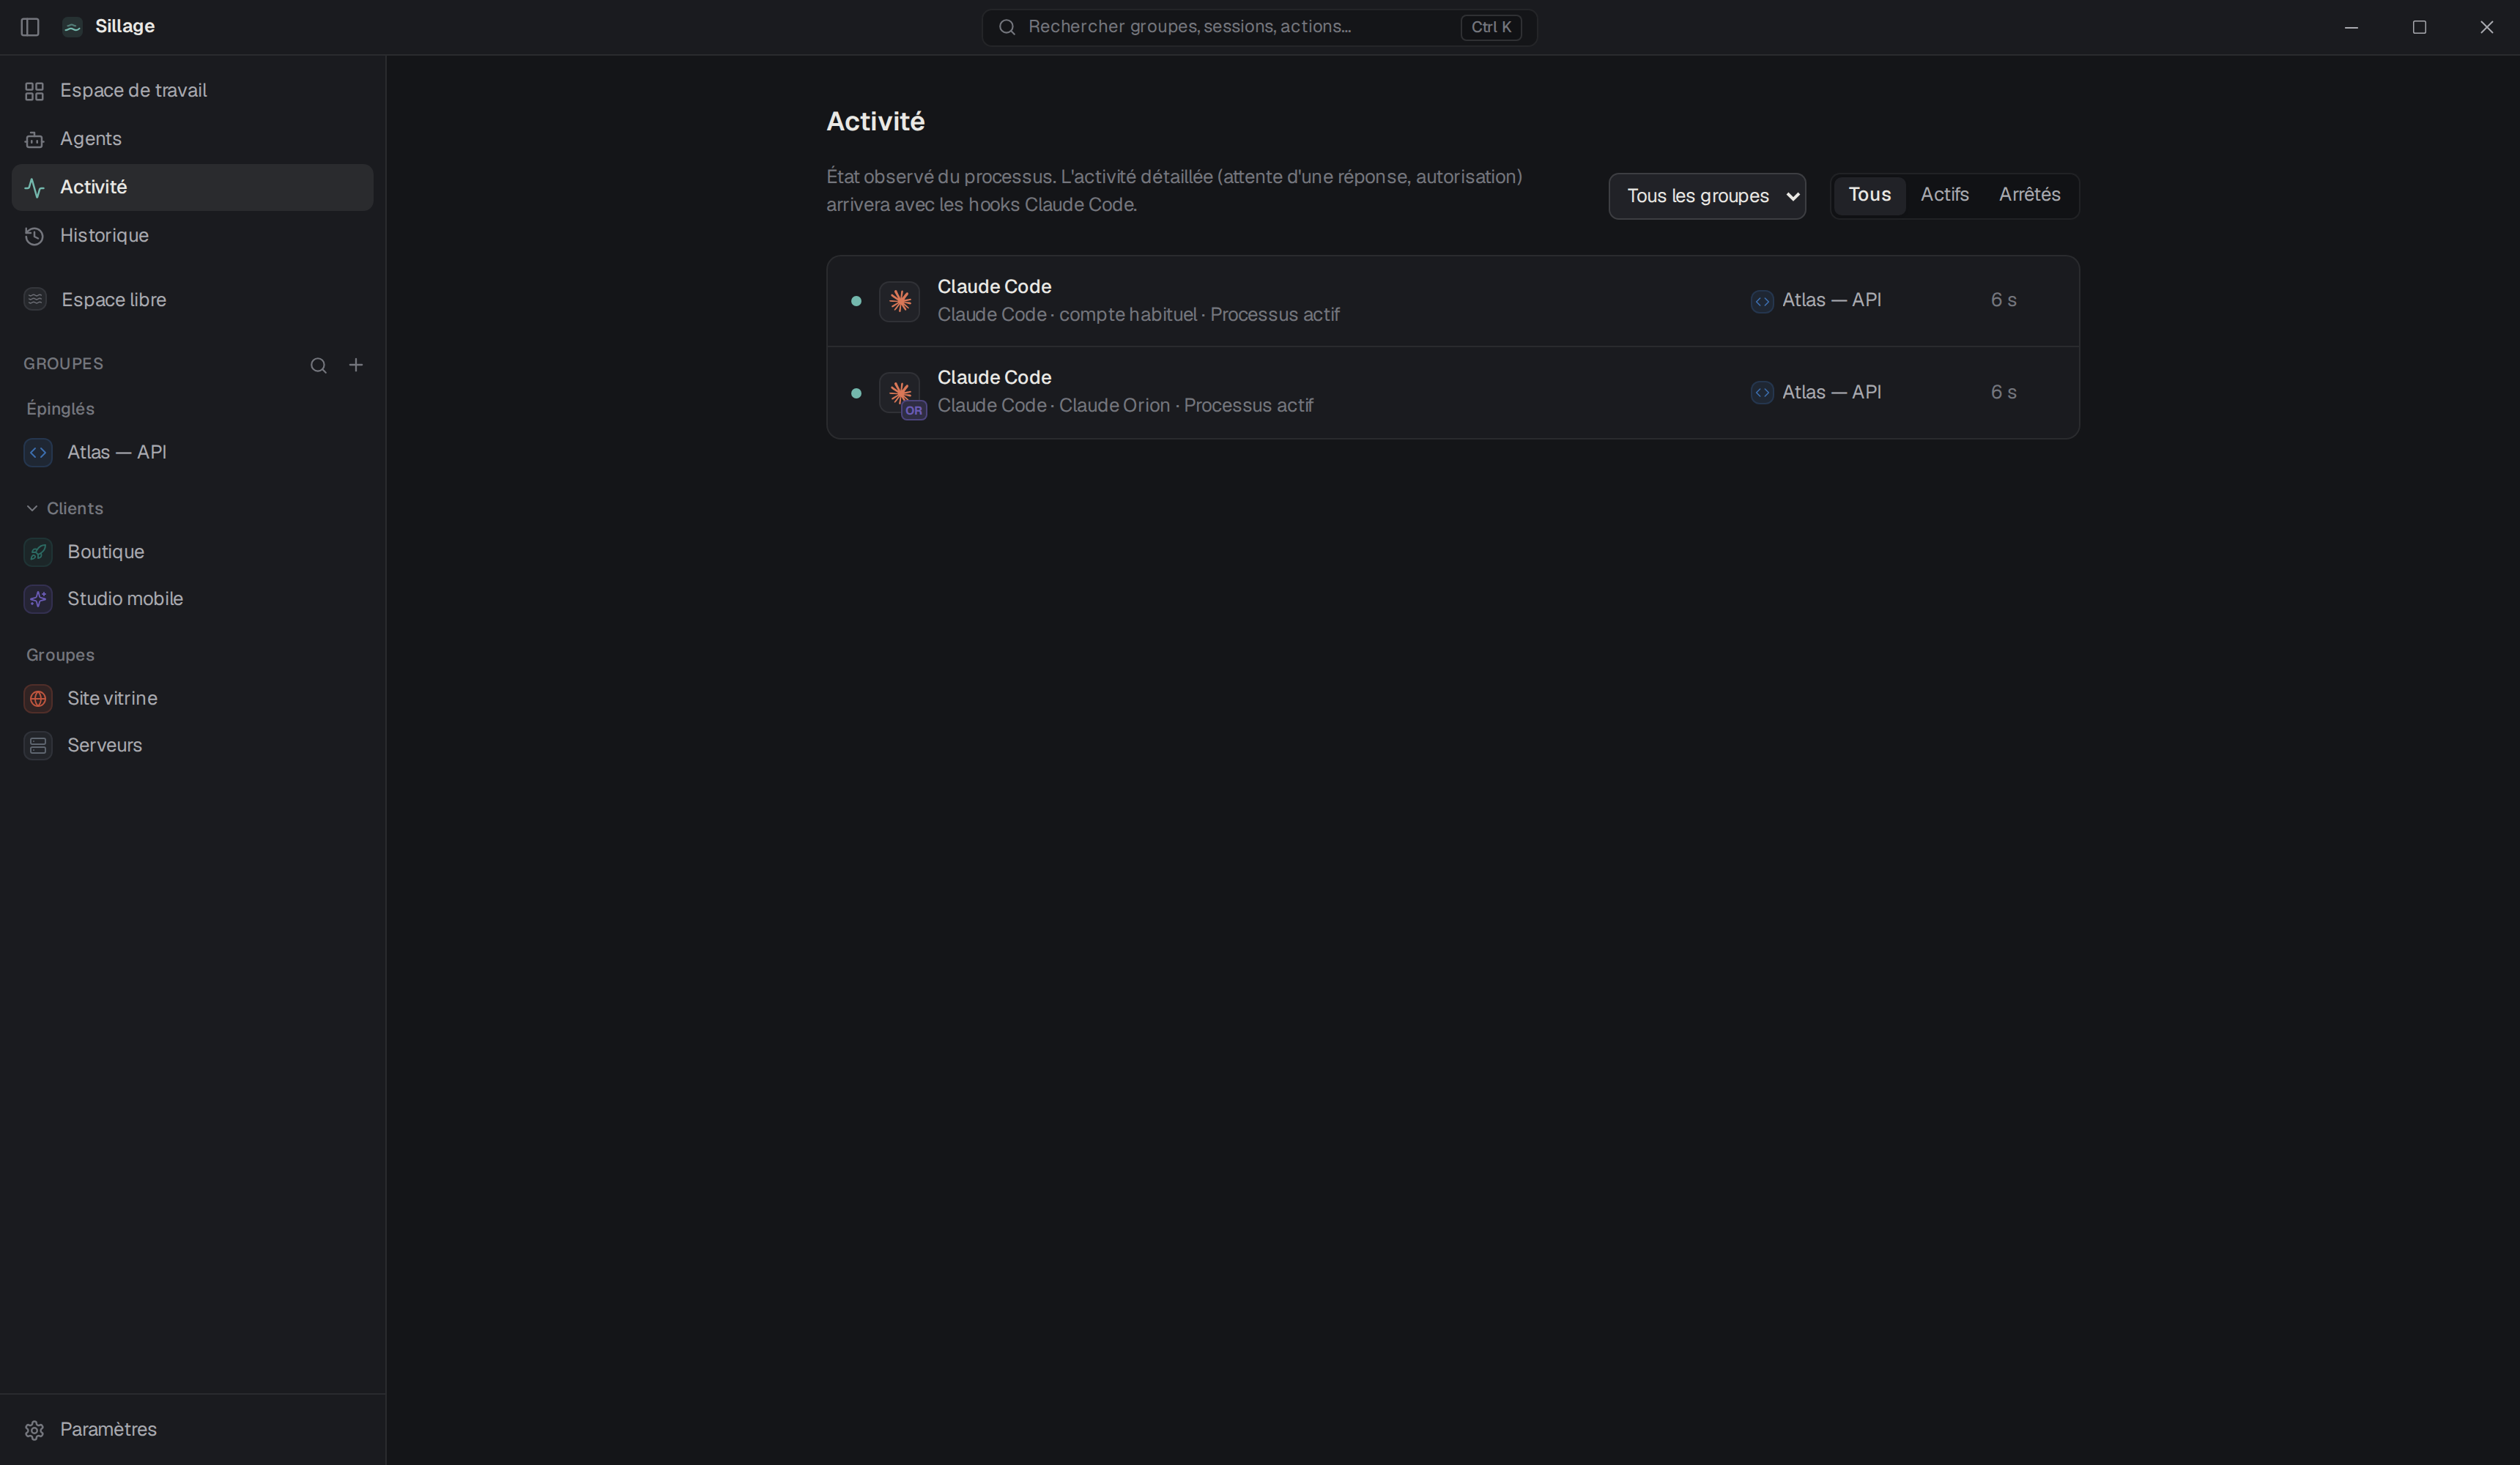 Sillage
Rechercher groupes, sessions, actions...
Ctrl K
Espace de travail
Agents
Activité
Historique
Espace libre
GROUPES
Épinglés
Atlas — API
Clients
Boutique
Studio mobile
Groupes
Site vitrine
Serveurs
Paramètres
Activité
État observé du processus. L'activité détaillée (attente d'une réponse, autorisation)
arrivera avec les hooks Claude Code.
Tous les groupes
Tous
Actifs
Arrêtés
Claude Code
Claude Code · compte habituel · Processus actif
Atlas — API
6 s
Claude Code
OR
Claude Code · Claude Orion · Processus actif
Atlas — API
6 s